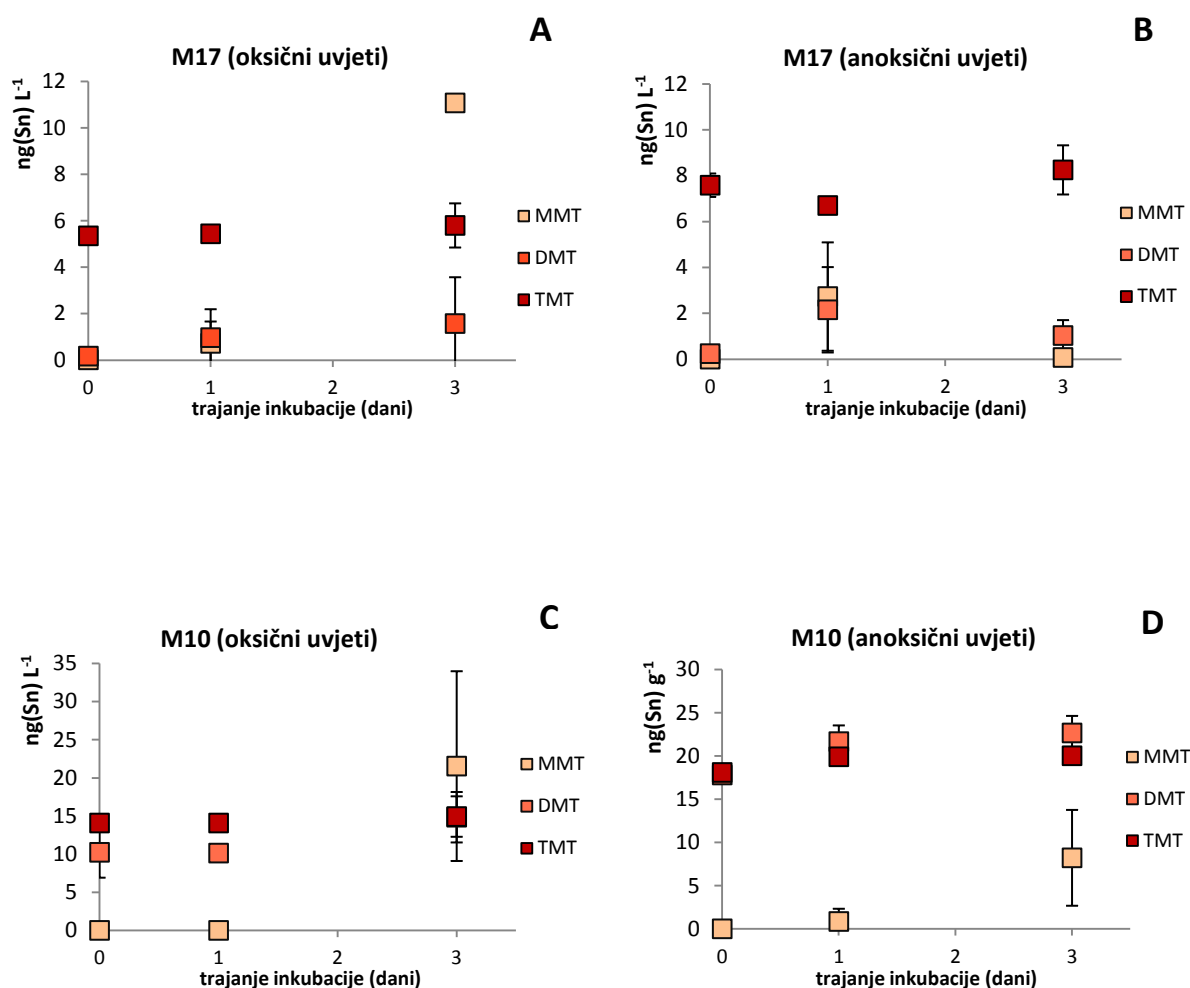 A
M17 (oksični uvjeti)
ng(Sn) L-1
12
10
8
6
4
2
0
0 1 2 3
trajanje inkubacije (dani)
MMT
DMT
TMT
B
M17 (anoksični uvjeti)
ng(Sn) L-1
12
10
8
6
4
2
0
0 1 2 3
trajanje inkubacije (dani)
MMT
DMT
TMT
C
M10 (oksični uvjeti)
ng(Sn) L-1
35
30
25
20
15
10
5
0
0 1 2 3
trajanje inkubacije (dani)
MMT
DMT
TMT
D
M10 (anoksični uvjeti)
ng(Sn) g-1
30
25
20
15
10
5
0
0 1 2 3
trajanje inkubacije (dani)
MMT
DMT
TMT